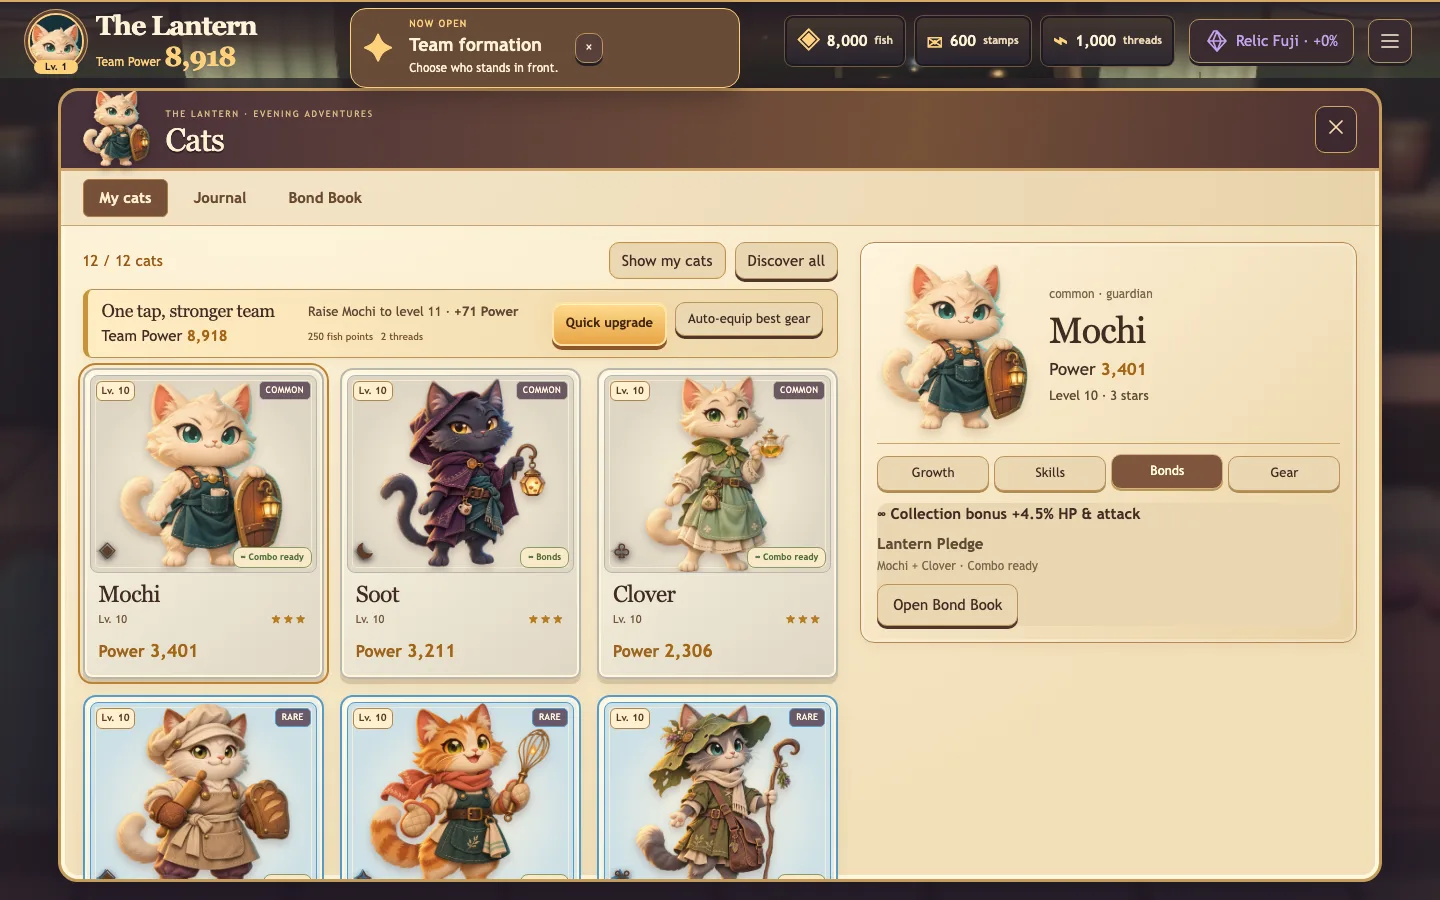 The Lantern
Lv. 1
Team Power 8,918
NOW OPEN
Team formation
Choose who stands in front.
×
8,000 fish
600 stamps
1,000 threads
Relic Fuji · +0%
THE LANTERN · EVENING ADVENTURES
Cats
My cats
Journal
Bond Book
12 / 12 cats
Show my cats
Discover all
One tap, stronger team
Team Power 8,918
Raise Mochi to level 11 · +71 Power
250 fish points 2 threads
Quick upgrade
Auto-equip best gear
Lv. 10
COMMON
∞ Combo ready
Mochi
Lv. 10
★★★
Power 3,401
Lv. 10
COMMON
∞ Bonds
Soot
Lv. 10
★★★
Power 3,211
Lv. 10
COMMON
∞ Combo ready
Clover
Lv. 10
★★★
Power 2,306
Lv. 10
RARE
Lv. 10
RARE
Lv. 10
RARE
common · guardian
Mochi
Power 3,401
Level 10 · 3 stars
Growth
Skills
Bonds
Gear
∞ Collection bonus +4.5% HP & attack
Lantern Pledge
Mochi + Clover · Combo ready
Open Bond Book